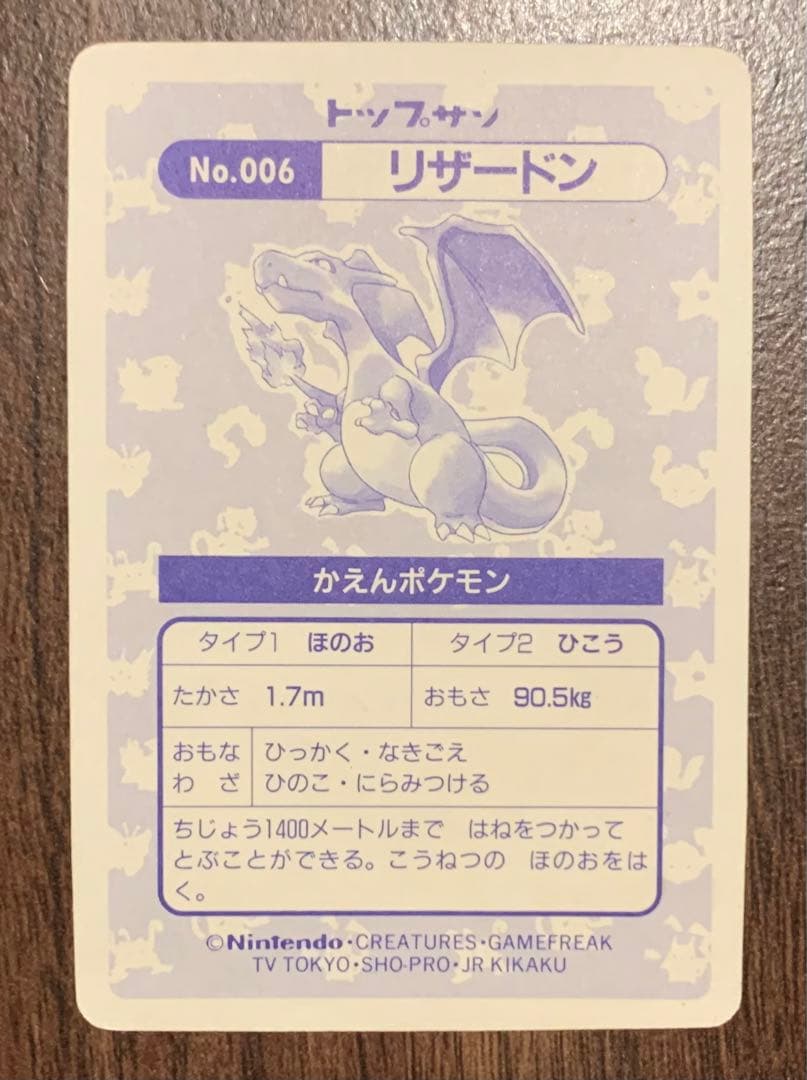 トップサン
No.006 リザードン
かえんポケモン
タイプ1 ほのお タイプ2 ひこう
たかさ 1.7m おもさ 90.5kg
おもな ひっかく・なきごえ
わ ざ ひのこ・にらみつける
ちじょう1400メートルまで はねをつかって
とぶことができる。こうねつの ほのおをは
く。
©Nintendo・CREATURES・GAMEFREAK
TV TOKYO・SHO-PRO・JR KIKAKU